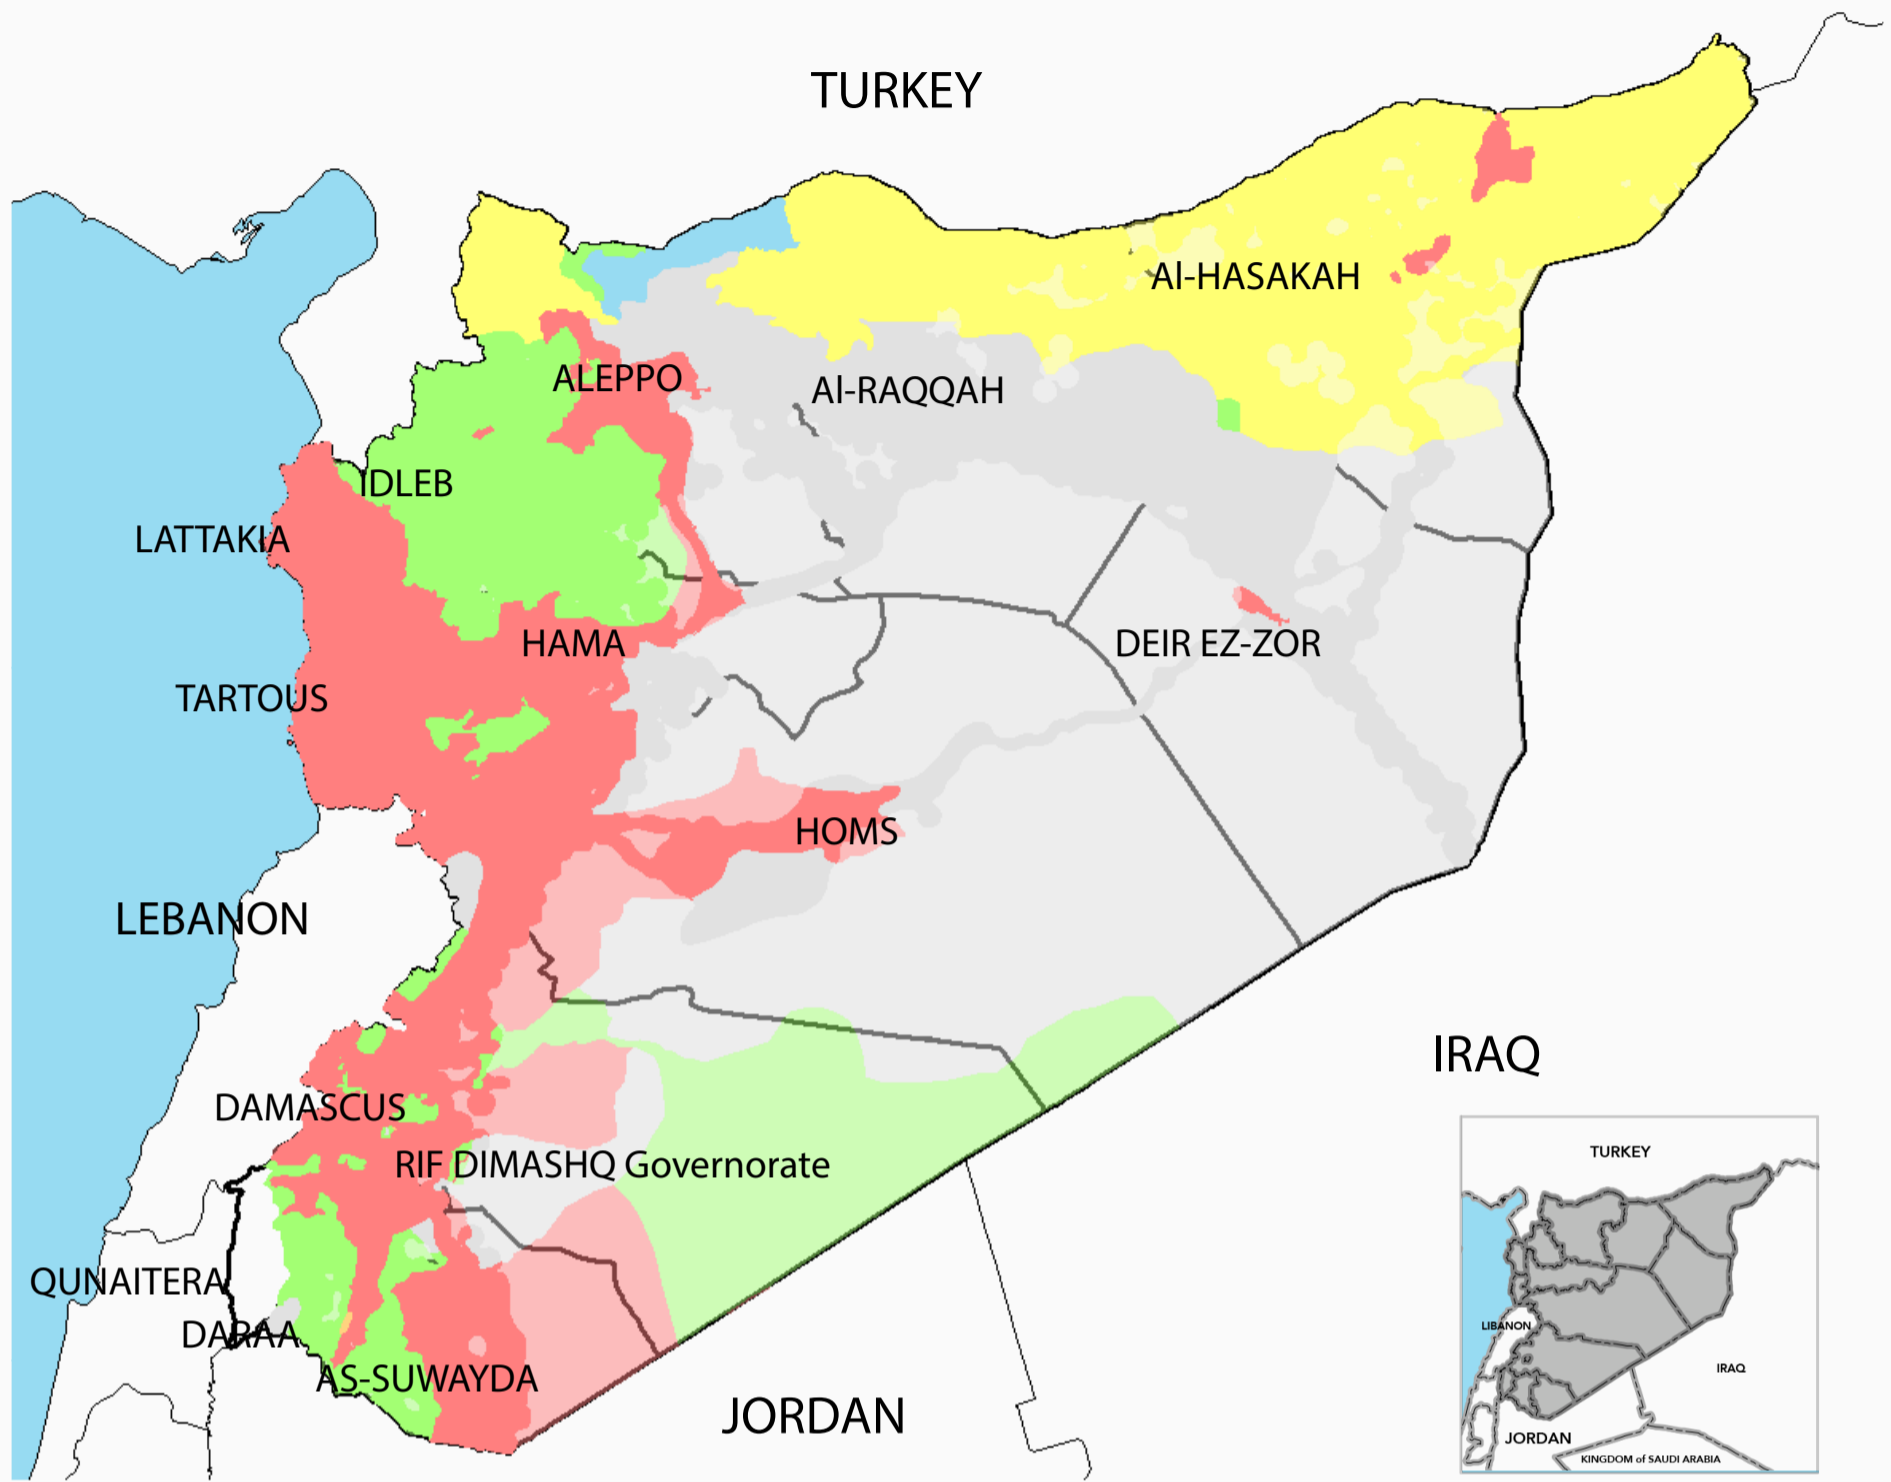 TURKEY
Al-HASAKAH
ALEPPO
Al-RAQQAH
IDLEB
LATTAKIA
HAMA
DEIR EZ-ZOR
TARTOUS
HOMS
LEBANON
IRAQ
DAMASCUS
RIF DIMASHQ Governorate
QUNAITERA
DARAA
AS-SUWAYDA
JORDAN
TURKEY
LIBANON
IRAQ
JORDAN
KINGDOM of SAUDI ARABIA